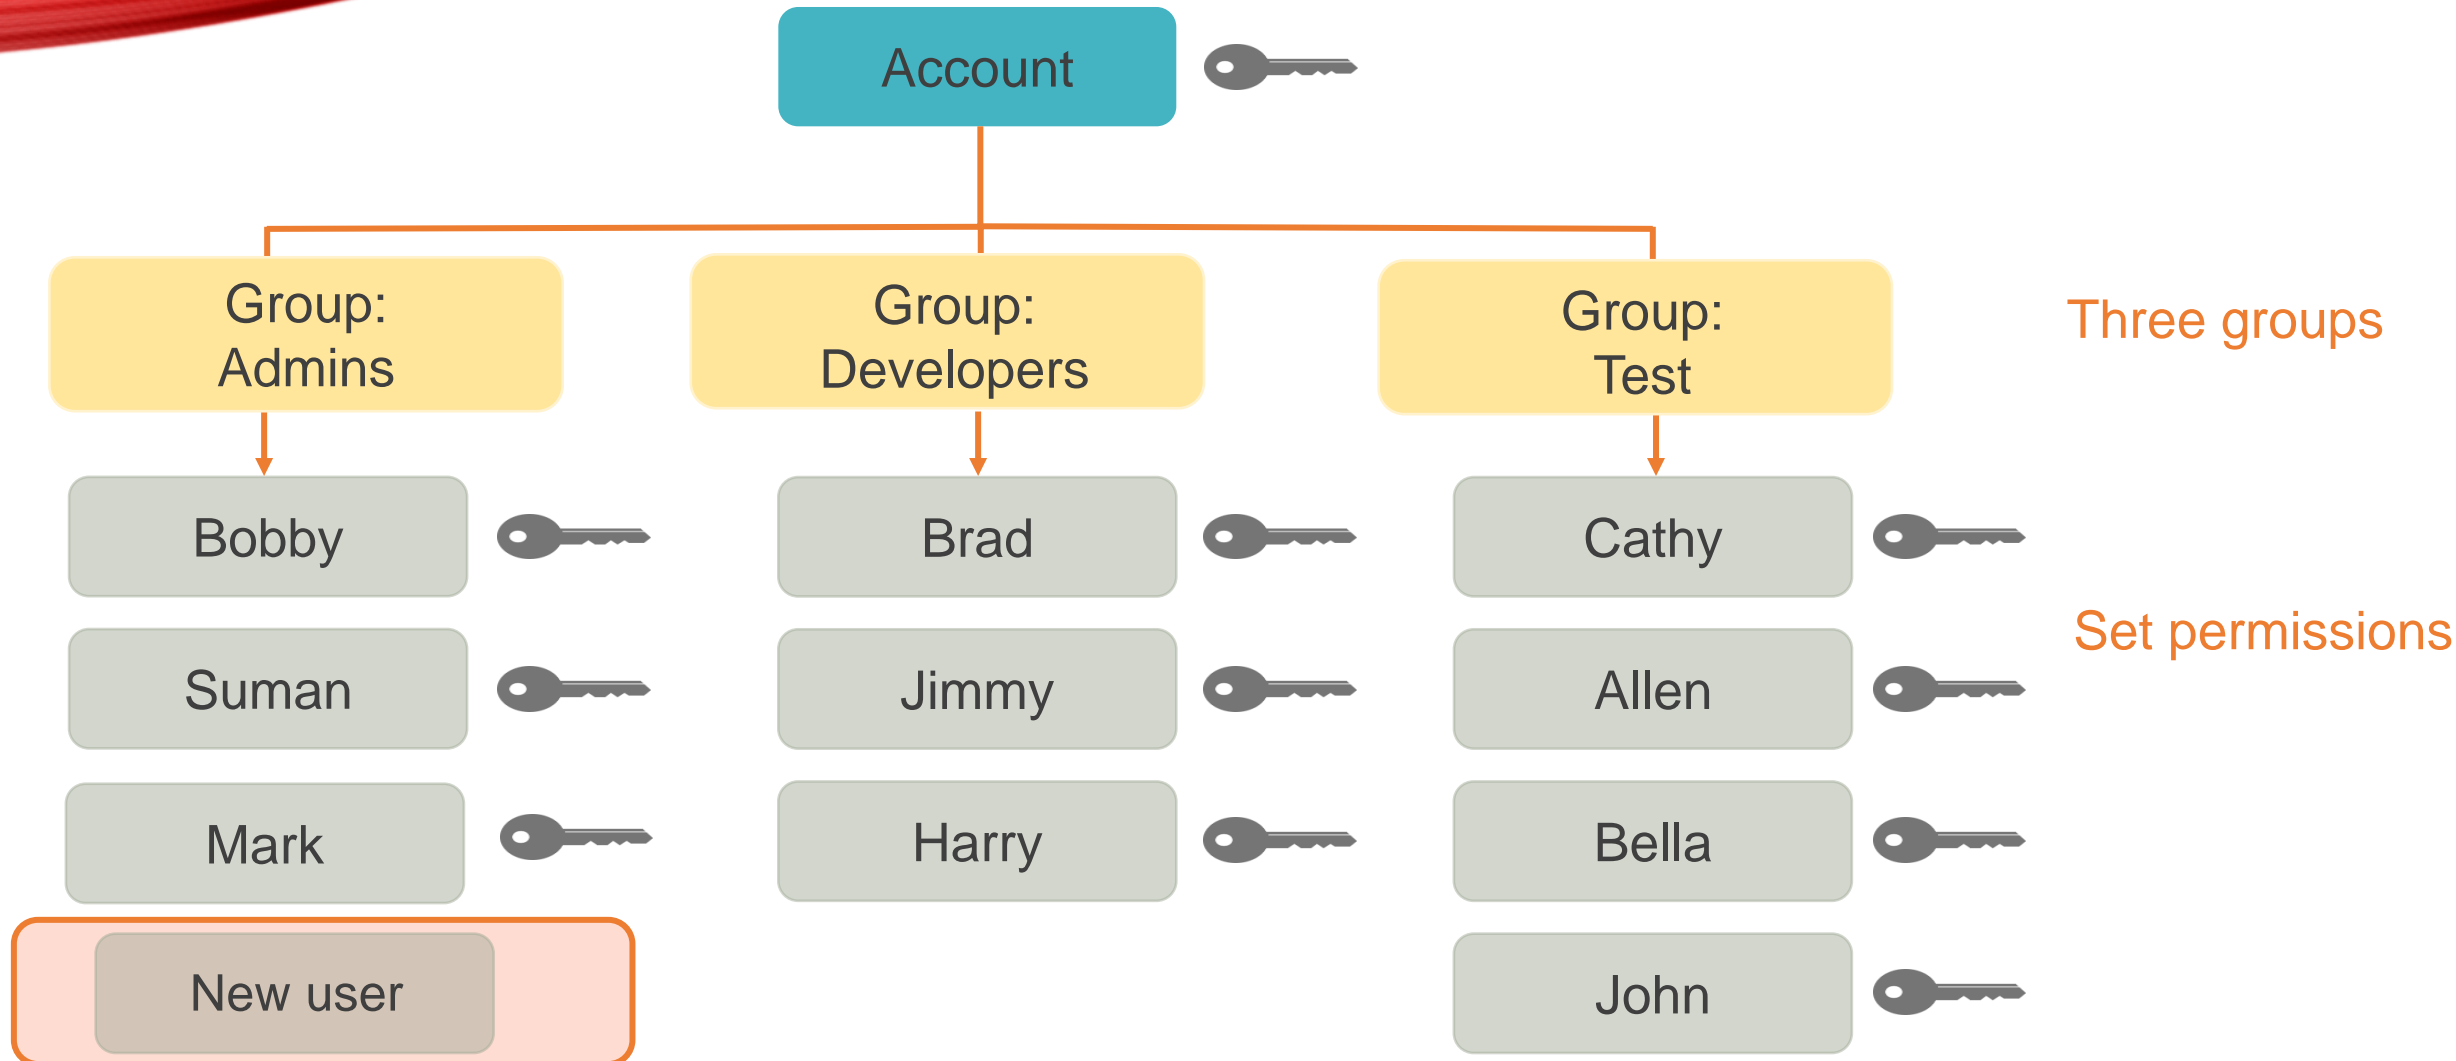 Account
Group:
Admins
Group:
Developers
Group:
Test
Three groups
Bobby
Brad
Cathy
Set permissions
Suman
Jimmy
Allen
Mark
Harry
Bella
New user
John